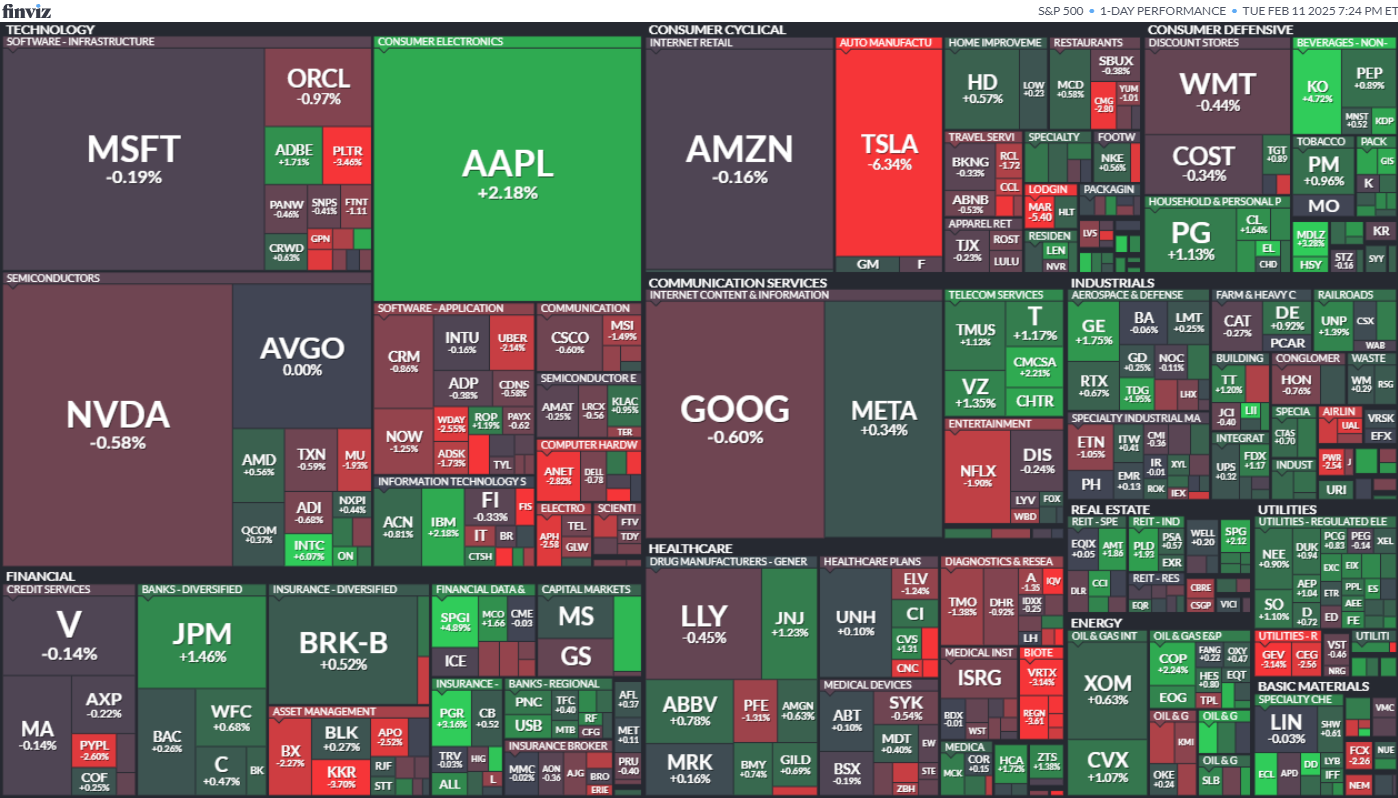 finviz
S&P 500 • 1-DAY PERFORMANCE • TUE FEB 11 2025 7:24 PM ET
TECHNOLOGY
SOFTWARE - INFRASTRUCTURE
MSFT
-0.19%
ORCL
-0.97%
ADBE
+1.71%
PLTR
-3.46%
PANW
-0.46%
SNPS
-0.41%
FTNT
-1.11
CRWD
+0.63%
GPN
CONSUMER ELECTRONICS
AAPL
+2.18%
SEMICONDUCTORS
NVDA
-0.58%
AVGO
0.00%
AMD
+0.56%
TXN
-0.59%
MU
-1.93%
QCOM
+0.37%
ADI
-0.68%
NXPI
+0.44%
INTC
+6.07%
ON
SOFTWARE - APPLICATION
CRM
-0.86%
INTU
-0.16%
UBER
-2.14%
ADP
-0.38%
CDNS
-0.58%
NOW
-1.25%
WDAY
-2.55%
ROP
+1.19%
PAYX
-0.62
ADSK
-1.73%
TYL
COMMUNICATION
CSCO
-0.60%
MSI
-1.49%
SEMICONDUCTOR E
AMAT
-0.25%
LRCX
-0.56
KLAC
+0.95%
TER
COMPUTER HARDW
ANET
-2.82%
DELL
-0.78
INFORMATION TECHNOLOGY S
ACN
+0.81%
IBM
+2.18%
FI
-0.33%
FIS
IT
BR
CTSH
ELECTRO
APH
-2.58
TEL
GLW
SCIENTI
FTV
TDY
CONSUMER CYCLICAL
INTERNET RETAIL
AMZN
-0.16%
AUTO MANUFACTU
TSLA
-6.34%
GM
F
HOME IMPROVEME
HD
+0.57%
LOW
+0.23
RESTAURANTS
MCD
+0.58%
SBUX
-0.38%
CMG
-2.80
YUM
-1.01
TRAVEL SERVI
BKNG
-0.33%
RCL
-1.72
CCL
ABNB
-0.53%
SPECIALTY
FOOTW
NKE
+0.56%
LODGIN
MAR
-5.40
HLT
PACKAGIN
APPAREL RET
TJX
-0.23%
ROST
LULU
RESIDEN
LEN
NVR
LVS
CONSUMER DEFENSIVE
DISCOUNT STORES
WMT
-0.44%
COST
-0.34%
TGT
+0.89
BEVERAGES - NON-
KO
+4.72%
PEP
+0.89%
MNST
+0.52
KDP
TOBACCO
PM
+0.96%
MO
PACK
GIS
K
HOUSEHOLD & PERSONAL P
PG
+1.13%
CL
+1.64%
EL
CHD
MDLZ
+3.28%
HSY
KR
STZ
-0.16
SYY
COMMUNICATION SERVICES
INTERNET CONTENT & INFORMATION
GOOG
-0.60%
META
+0.34%
TELECOM SERVICES
TMUS
+1.12%
T
+1.17%
VZ
+1.35%
CMCSA
+2.21%
CHTR
ENTERTAINMENT
NFLX
-1.90%
DIS
-0.24%
LYV
FOX
WBD
INDUSTRIALS
AEROSPACE & DEFENSE
GE
+1.75%
BA
-0.06%
LMT
+0.25%
RTX
+0.67%
GD
+0.25%
NOC
-0.11%
TDG
+1.95%
LHX
FARM & HEAVY C
CAT
-0.27%
DE
+0.92%
PCAR
RAILROADS
UNP
+1.39%
CSX
WAB
BUILDING
TT
+1.20%
JCI
-0.40
LII
CONGLOMER
HON
-0.76%
WASTE
WM
+0.29
RSG
SPECIALTY INDUSTRIAL MA
ETN
-1.05%
ITW
+0.41
CMI
-0.36
PH
EMR
+0.13
IR
-0.01
XYL
ROK
IEX
SPECIA
CTAS
+0.70
AIRLIN
UAL
VRSK
EFX
INTEGRAT
UPS
+0.32
FDX
+1.17
INDUST
PWR
-2.54
J
URI
HEALTHCARE
DRUG MANUFACTURERS - GENER
LLY
-0.45%
JNJ
+1.23%
ABBV
+0.78%
PFE
-1.31%
AMGN
+0.63%
MRK
+0.16%
BMY
+0.74%
GILD
+0.69%
HEALTHCARE PLANS
UNH
+0.10%
ELV
-1.24%
CI
CVS
+1.31
CNC
MEDICAL DEVICES
ABT
+0.10%
SYK
-0.54%
MDT
+0.40%
EW
BSX
-0.19%
STE
ZBH
DIAGNOSTICS & RESEA
TMO
-1.38%
DHR
-0.92%
A
-1.35
IQV
IDXX
-0.25
LH
MEDICAL INST
ISRG
BDX
-0.01
WST
BIOTE
VRTX
-3.14%
REGN
-3.61
MEDICA
MCK
COR
+0.15
HCA
+1.72%
ZTS
+1.38%
REAL ESTATE
REIT - SPE
EQIX
+0.05
AMT
+1.86
DLR
CCI
REIT - IND
PLD
+1.93
PSA
+0.57
EXR
WELL
+0.20
SPG
+2.12
REIT - RES
EQR
CBRE
CSGP
VICI
UTILITIES
UTILITIES - REGULATED ELE
NEE
+0.90%
DUK
+0.94
PCG
+0.83
PEG
-0.14
XEL
EXC
EIX
SO
+1.10%
AEP
+1.04
ETR
PPL
ES
AEE
D
+0.72
ED
FE
UTILITIES - R
GEV
-3.14%
CEG
-2.56
VST
-0.46
NRG
UTILITI
ENERGY
OIL & GAS INT
XOM
+0.63%
CVX
+1.07%
OIL & GAS E&P
COP
+2.24%
FANG
+0.22
OXY
+0.47
EOG
HES
+0.80
EQT
TPL
OIL & G
KMI
OKE
+0.24
OIL & G
OIL & G
SLB
BASIC MATERIALS
SPECIALTY CHE
LIN
-0.03%
SHW
+0.61
ECL
APD
DD
LYB
IFF
VMC
FCX
-2.26
NUE
NEM
FINANCIAL
CREDIT SERVICES
V
-0.14%
MA
-0.14%
AXP
-0.22%
PYPL
-2.60%
COF
+0.25%
BANKS - DIVERSIFIED
JPM
+1.46%
BAC
+0.26%
WFC
+0.68%
C
+0.47%
BK
INSURANCE - DIVERSIFIED
BRK-B
+0.52%
ASSET MANAGEMENT
BX
-2.27%
BLK
+0.27%
APO
-2.52%
KKR
-3.70%
RJF
STT
FINANCIAL DATA &
SPGI
+4.89%
MCO
+1.66
CME
-0.03
ICE
CAPITAL MARKETS
MS
GS
INSURANCE -
PGR
+2.16%
CB
+0.52
TRV
-0.03%
HIG
ALL
L
BANKS - REGIONAL
PNC
TFC
+0.40
RF
USB
MTB
CFG
INSURANCE BROKER
MMC
-0.02%
AON
-0.36
AJG
BRO
ERIE
AFL
+0.37
MET
+0.11
PRU
-0.40